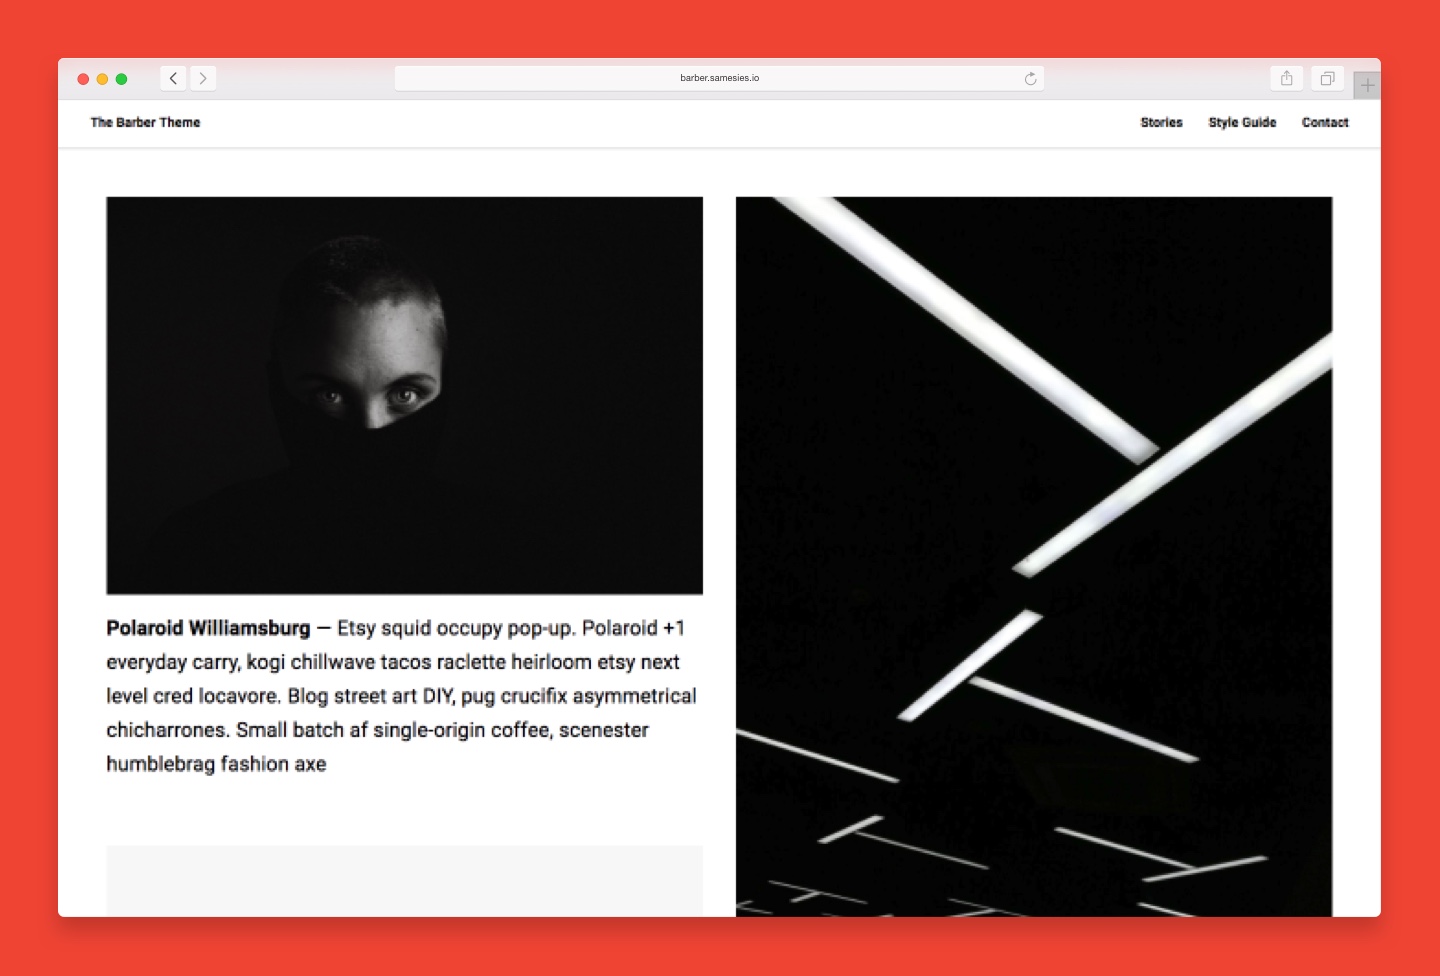 barber.samesies.io
The Barber Theme
Stories Style Guide Contact
Polaroid Williamsburg — Etsy squid occupy pop-up. Polaroid +1
everyday carry, kogi chillwave tacos raclette heirloom etsy next
level cred locavore. Blog street art DIY, pug crucifix asymmetrical
chicharrones. Small batch af single-origin coffee, scenester
humblebrag fashion axe